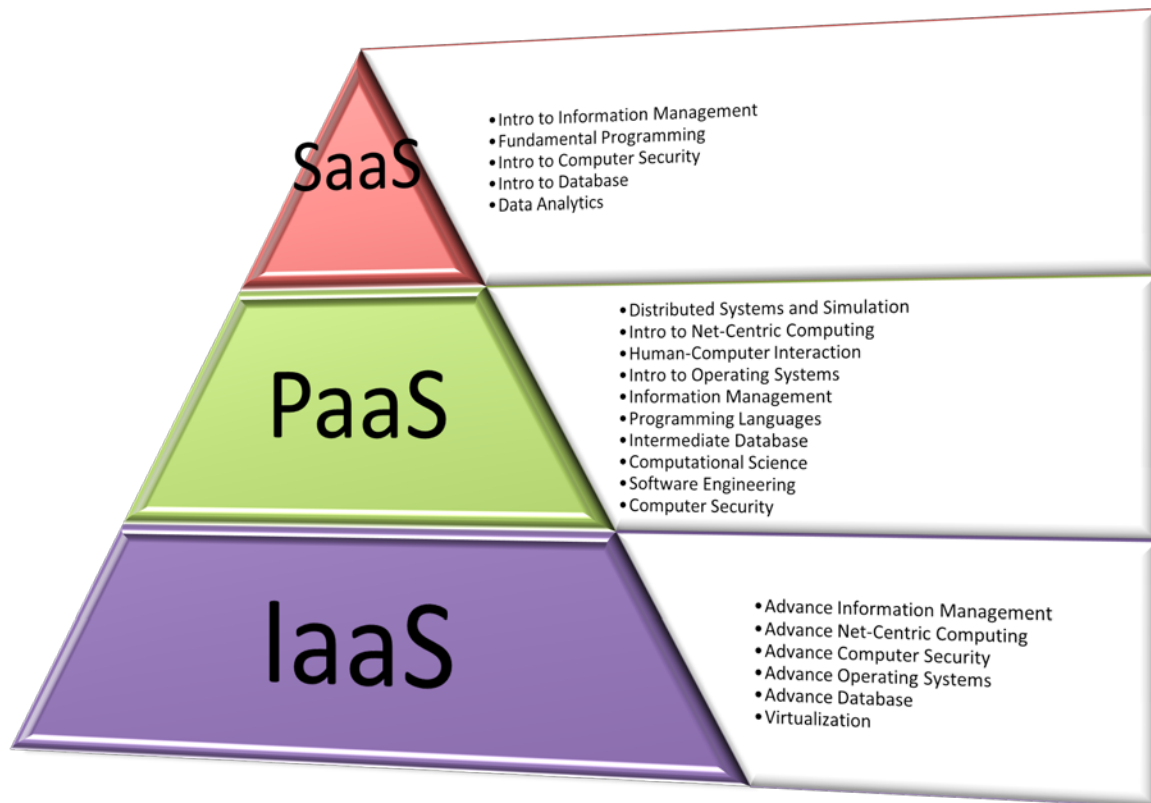 SaaS
•Intro to Information Management
•Fundamental Programming
•Intro to Computer Security
•Intro to Database
•Data Analytics
PaaS
•Distributed Systems and Simulation
•Intro to Net-Centric Computing
•Human-Computer Interaction
•Intro to Operating Systems
•Information Management
•Programming Languages
•Intermediate Database
•Computational Science
•Software Engineering
•Computer Security
IaaS
•Advance Information Management
•Advance Net-Centric Computing
•Advance Computer Security
•Advance Operating Systems
•Advance Database
•Virtualization